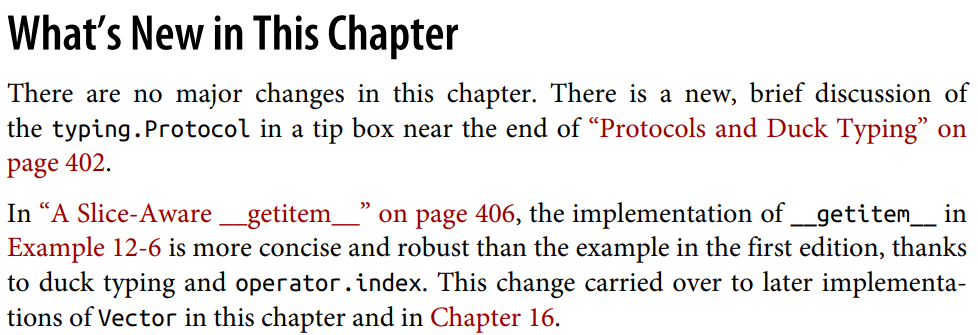 What’s New in This Chapter
There are no major changes in this chapter. There is a new, brief discussion of
the typing.Protocol in a tip box near the end of “Protocols and Duck Typing” on
page 402.
In “A Slice-Aware __getitem__” on page 406, the implementation of __getitem__ in
Example 12-6 is more concise and robust than the example in the first edition, thanks
to duck typing and operator.index. This change carried over to later implementa-
tions of Vector in this chapter and in Chapter 16.